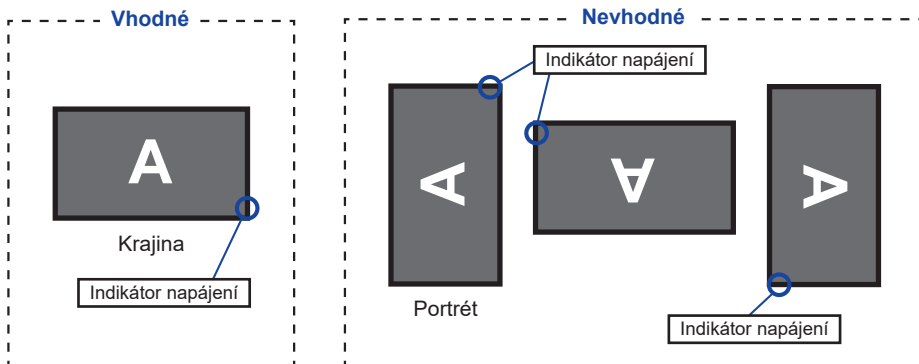 Vhodné
A
Krajina
Indikátor napájení
Nevhodné
Indikátor napájení
A
A
A
Portrét
Indikátor napájení